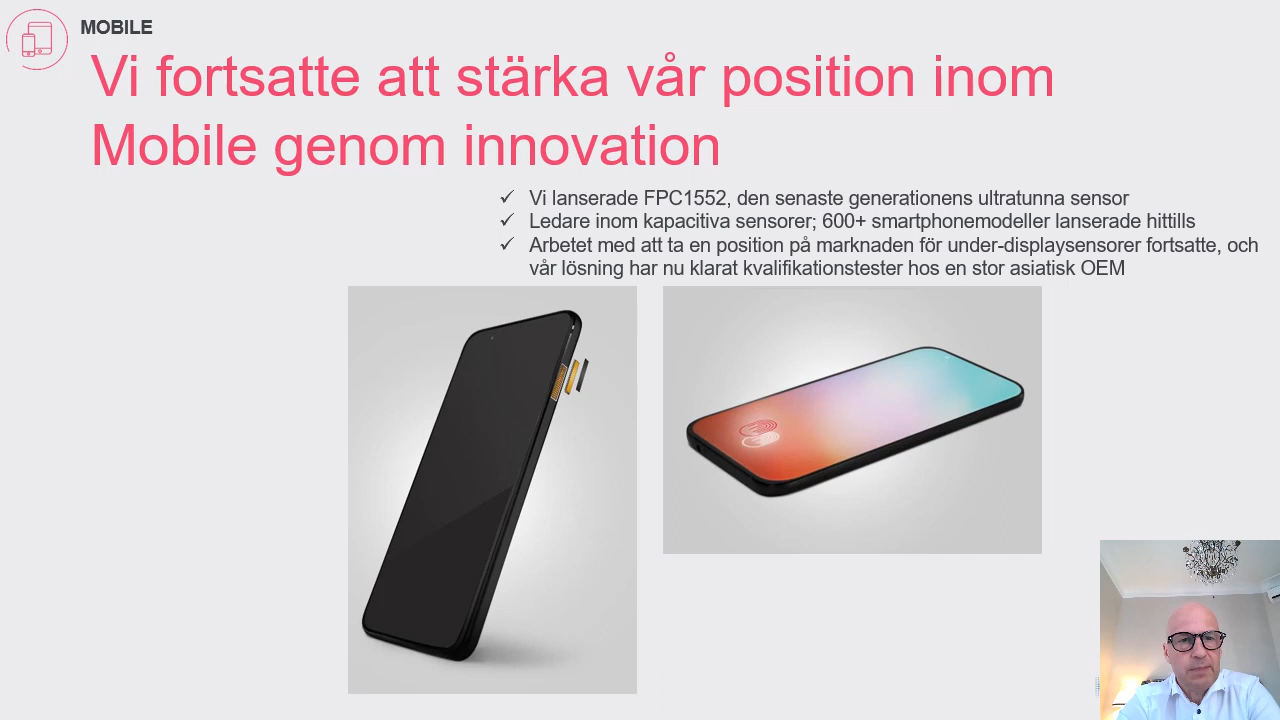 MOBILE
Vi fortsatte att stärka vår position inom
Mobile genom innovation
Vi lanserade FPC1552, den senaste generationens ultratunna sensor
Ledare inom kapacitiva sensorer; 600+ smartphonemodeller lanserade hittills
Arbetet med att ta en position på marknaden för under-displaysensorer fortsatte, och
vår lösning har nu klarat kvalifikationstester hos en stor asiatisk OEM